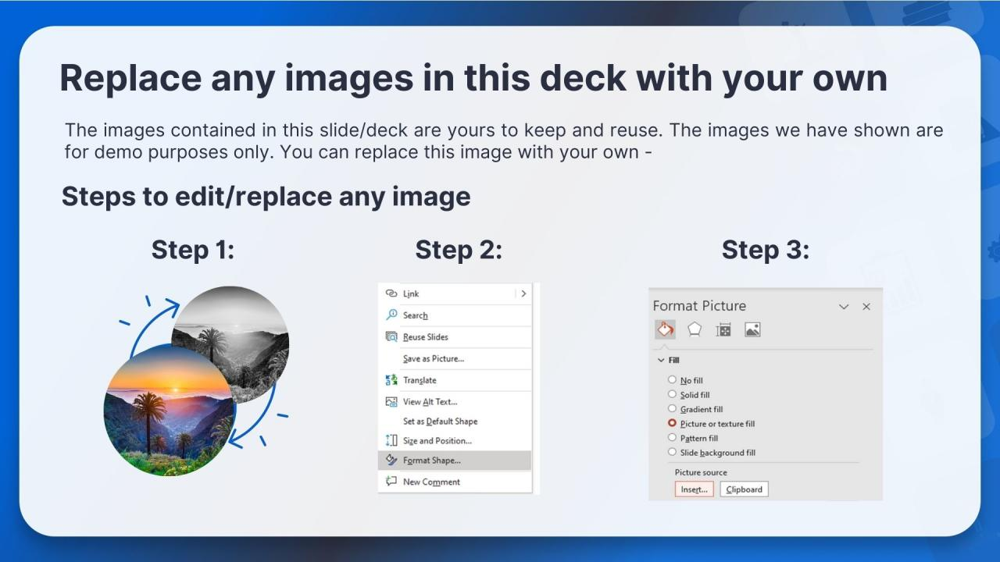 Replace any images in this deck with your own
The images contained in this slide/deck are yours to keep and reuse. The images we have shown are
for demo purposes only. You can replace this image with your own -
Steps to edit/replace any image
Step 1:
Step 2:
Link
Search
Reuse Slides
Save as Picture...
Translate
View Alt Text...
Set as Default Shape
Size and Position...
Format Shape...
New Comment
Step 3:
Format Picture
Fill
No fill
Solid fill
Gradient fill
Picture or texture fill
Pattern fill
Slide background fill
Picture source
Insert...
Clipboard